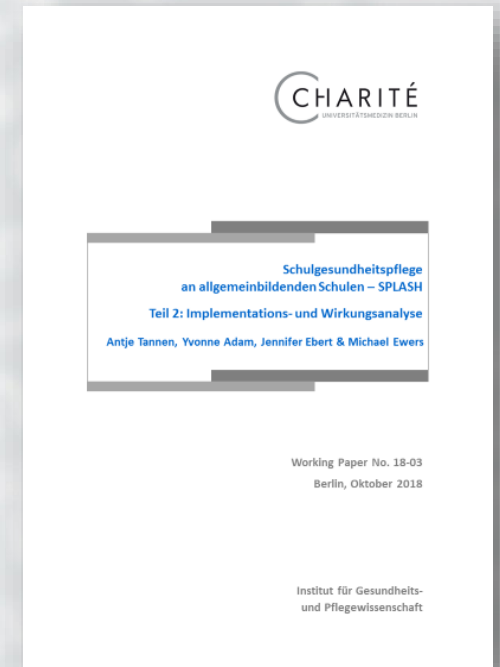 CHARITÉ
UNIVERSITÄTSMEDIZIN BERLIN
Schulgesundheitspflege
an allgemeinbildenden Schulen – SPLASH
Teil 2: Implementations- und Wirkungsanalyse
Antje Tannen, Yvonne Adam, Jennifer Ebert & Michael Ewers
Working Paper No. 18-03
Berlin, Oktober 2018
Institut für Gesundheits-
und Pflegewissenschaft